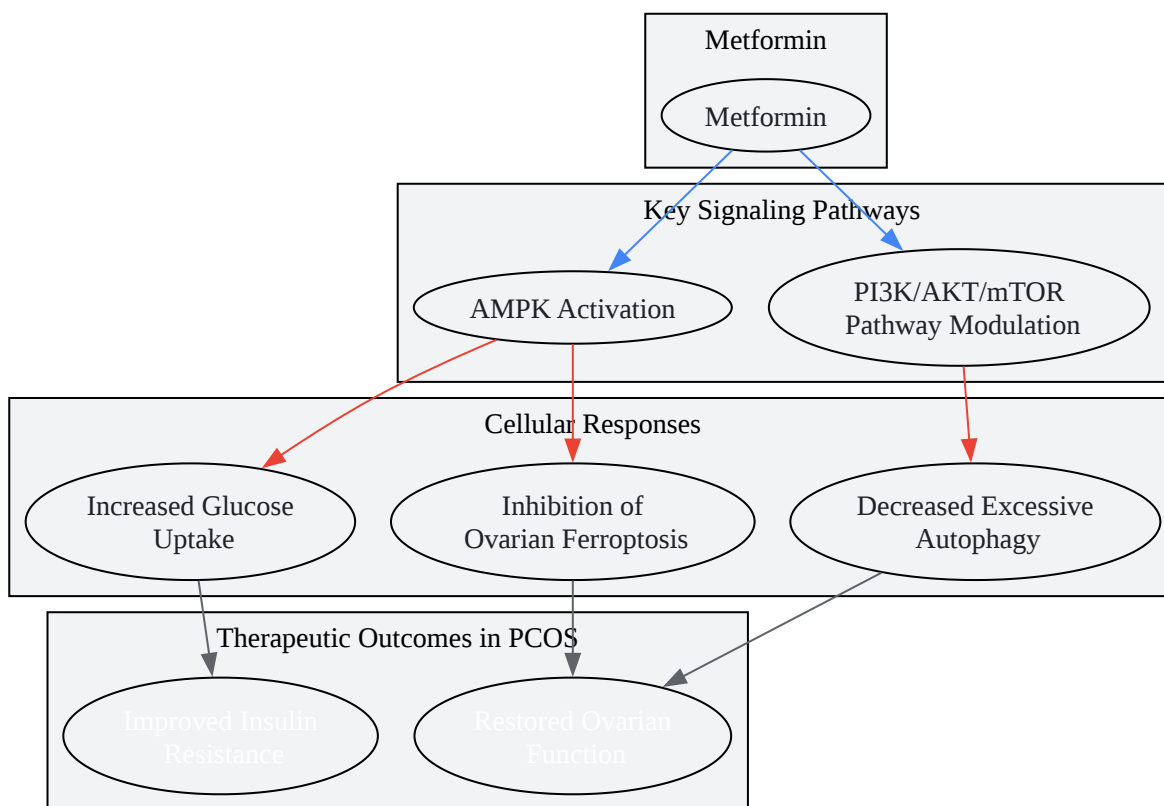 Metformin
Metformin
Key Signaling Pathways
AMPK Activation
PI3K/AKT/mTOR
Pathway Modulation
Cellular Responses
Increased Glucose
Uptake
Inhibition of
Ovarian Ferroptosis
Decreased Excessive
Autophagy
Therapeutic Outcomes in PCOS
Improved Insulin
Resistance
Restored Ovarian
Function